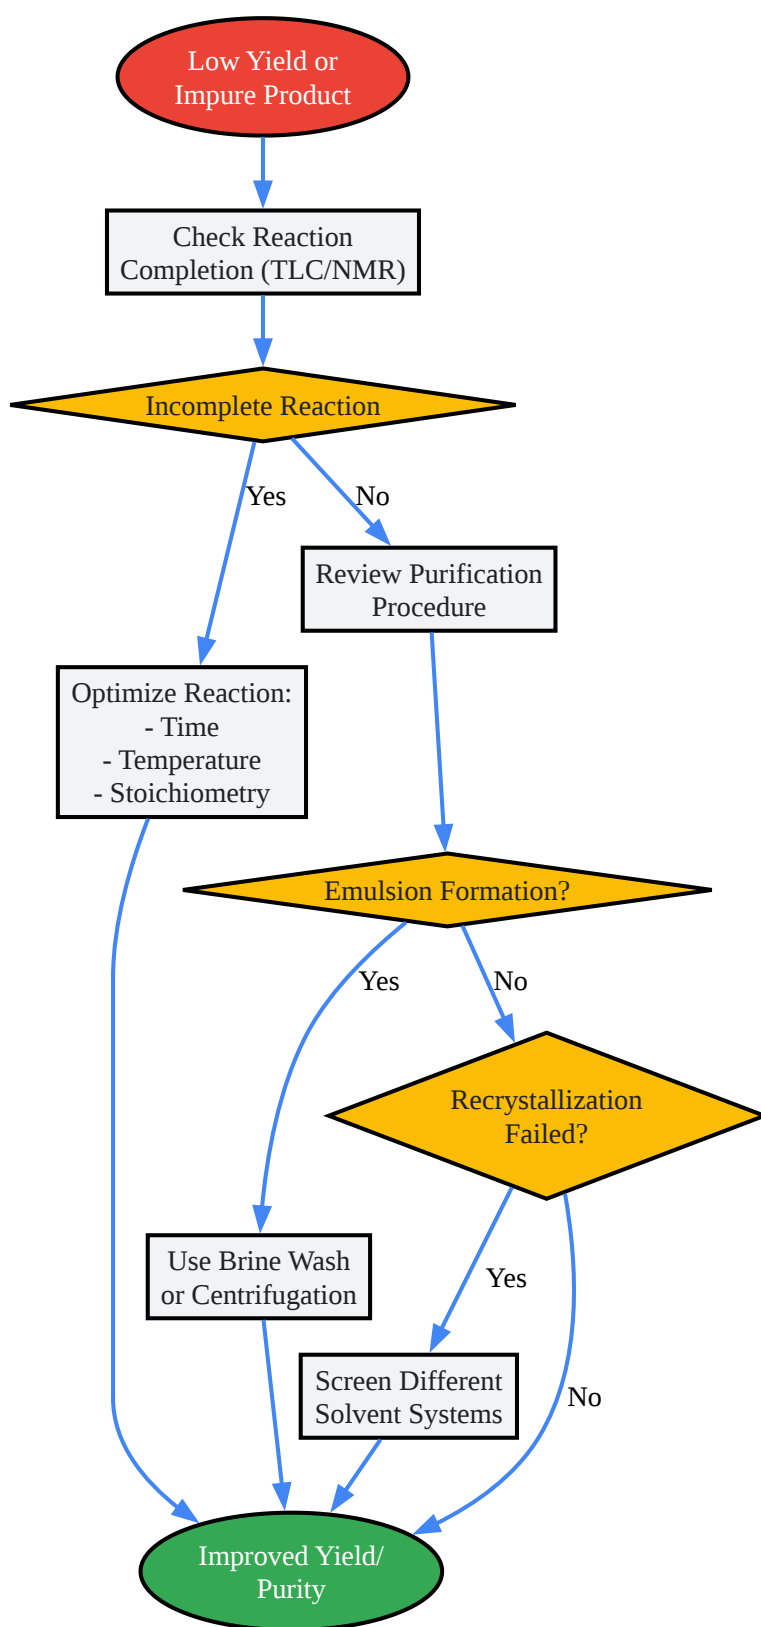 Low Yield or
Impure Product
Check Reaction
Completion (TLC/NMR)
Incomplete Reaction
Yes
No
Review Purification
Procedure
Optimize Reaction:
- Time
- Temperature
- Stoichiometry
Emulsion Formation?
Yes
No
Recrystallization
Failed?
Use Brine Wash
or Centrifugation
Yes
Screen Different
Solvent Systems
No
Improved Yield/
Purity